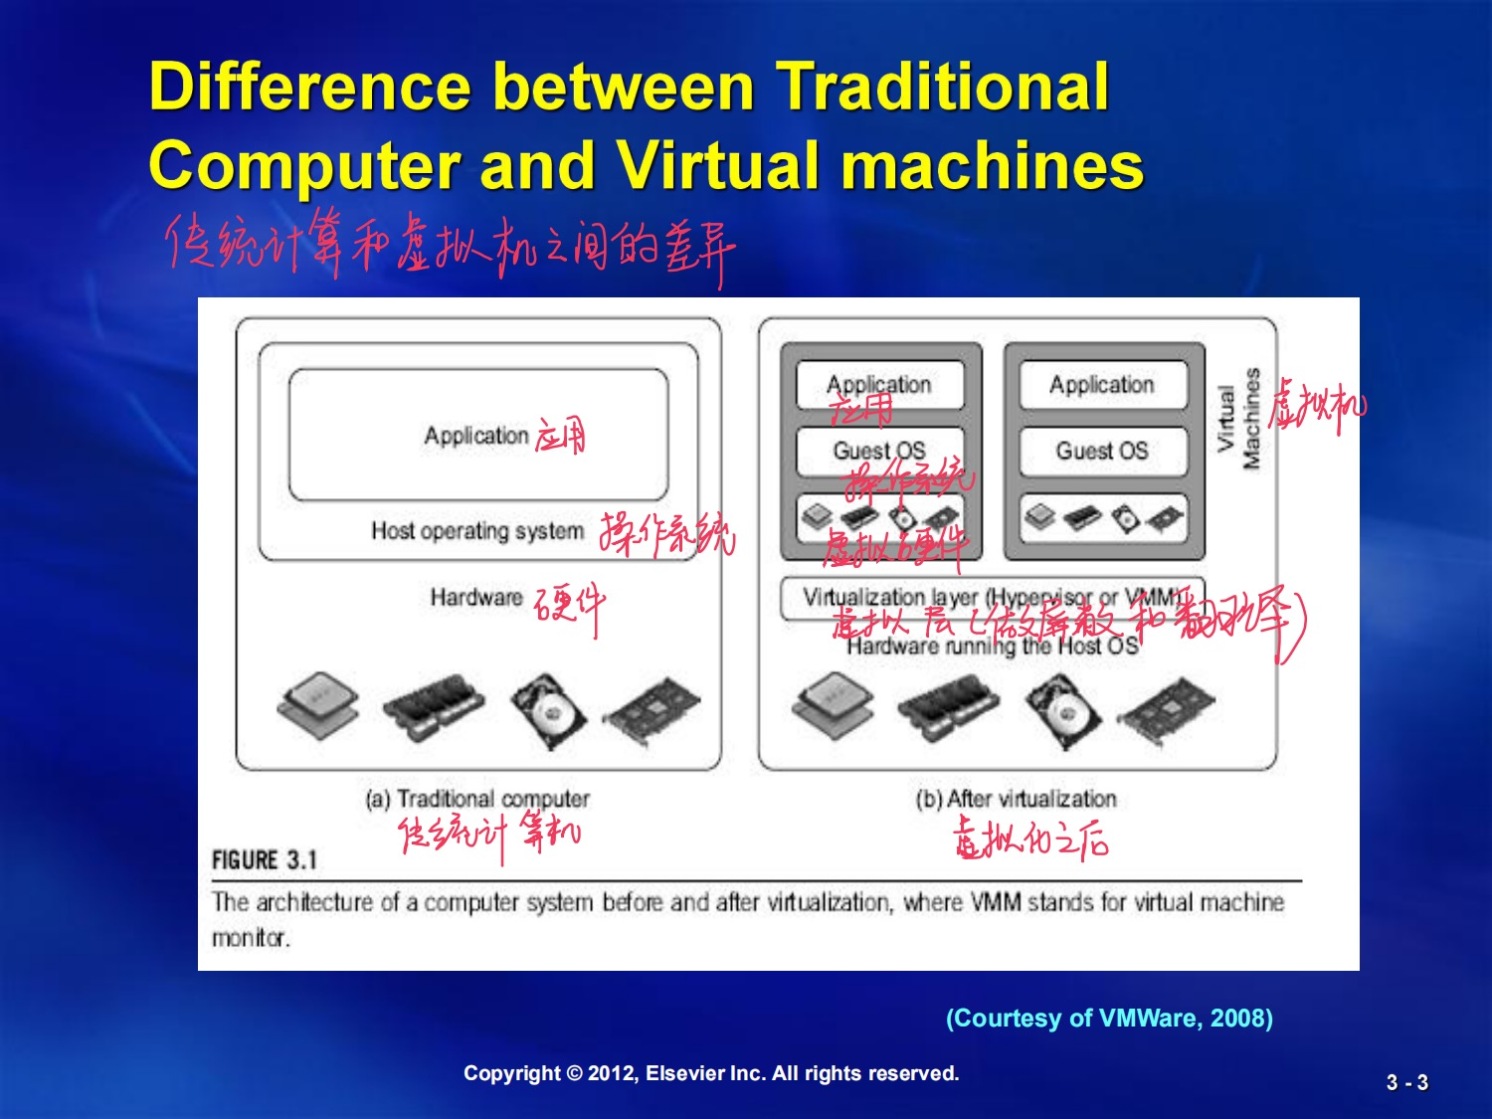 Difference between Traditional
Computer and Virtual machines
传统计算和虚拟机之间的差异
Application 应用
Host operating system 操作系统
Hardware 硬件
(a) Traditional computer
传统计算机
Application
应用
Guest OS
操作系统
虚拟硬件
Application
Guest OS
Virtual
Machines
虚拟机
Virtualization layer (Hypervisor or VMM)
虚拟层(做屏蔽和翻译)
Hardware running the Host OS
(b) After virtualization
虚拟化之后
FIGURE 3.1
The architecture of a computer system before and after virtualization, where VMM stands for virtual machine
monitor.
(Courtesy of VMWare, 2008)
Copyright © 2012, Elsevier Inc. All rights reserved.
3 - 3